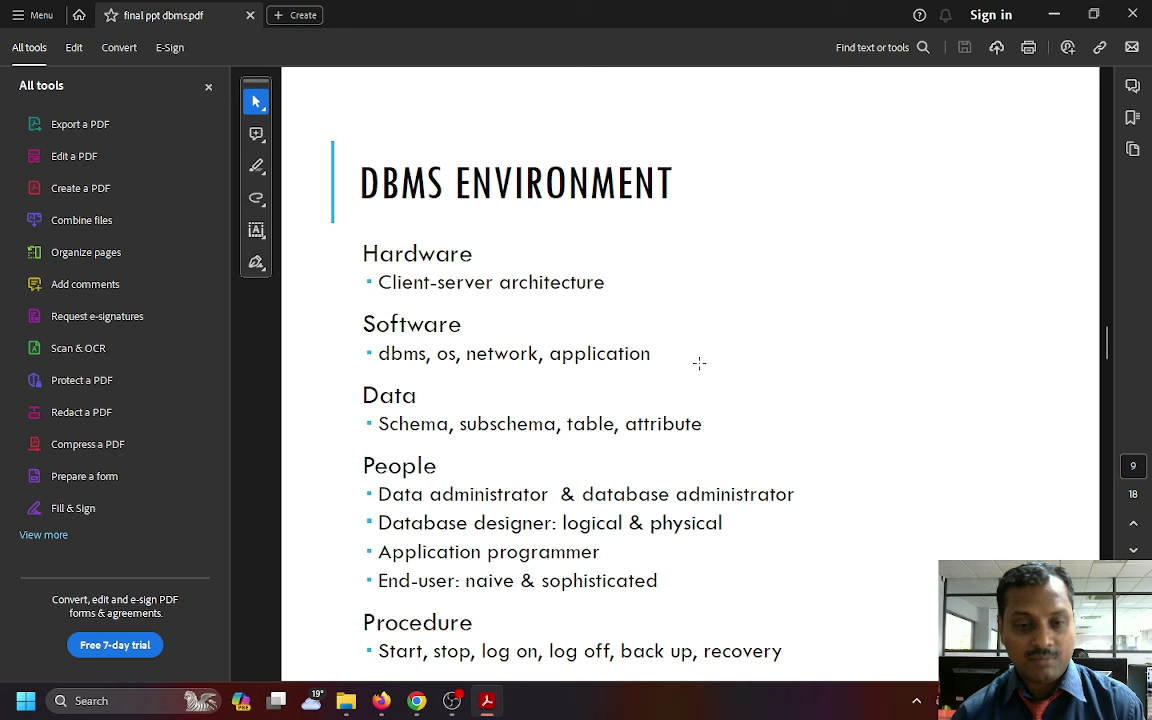 Menu
final ppt dbms.pdf
Create
Sign in
All tools
Edit
Convert
E-Sign
Find text or tools
All tools
Export a PDF
Edit a PDF
Create a PDF
Combine files
Organize pages
Add comments
Request e-signatures
Scan & OCR
Protect a PDF
Redact a PDF
Compress a PDF
Prepare a form
Fill & Sign
View more
Convert, edit and e-sign PDF
forms & agreements.
Free 7-day trial
DBMS ENVIRONMENT
Hardware
▪ Client-server architecture
Software
▪ dbms, os, network, application
Data
▪ Schema, subschema, table, attribute
People
▪ Data administrator & database administrator
▪ Database designer: logical & physical
▪ Application programmer
▪ End-user: naive & sophisticated
Procedure
▪ Start, stop, log on, log off, back up, recovery
9
18
Search
19°